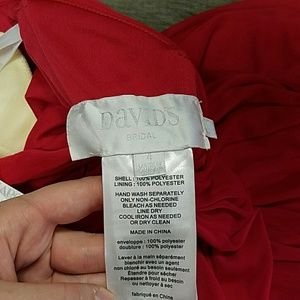 DAVID'S
BRIDAL
4
SHELL : 100% POLYESTER
LINING : 100% POLYESTER
HAND WASH SEPARATELY
ONLY NON-CHLORINE
BLEACH AS NEEDED
LINE DRY
COOL IRON AS NEEDED
OR DRY CLEAN
MADE IN CHINA
enveloppe : 100% polyester
doublure : 100% polyester
Laver à la main séparément
blanchir avec un agent
non chloré au besoin
seulement
Étendre pour sécher
Repassage à froid au besoin
ou nettoyer à sec
fabriqué en Chine